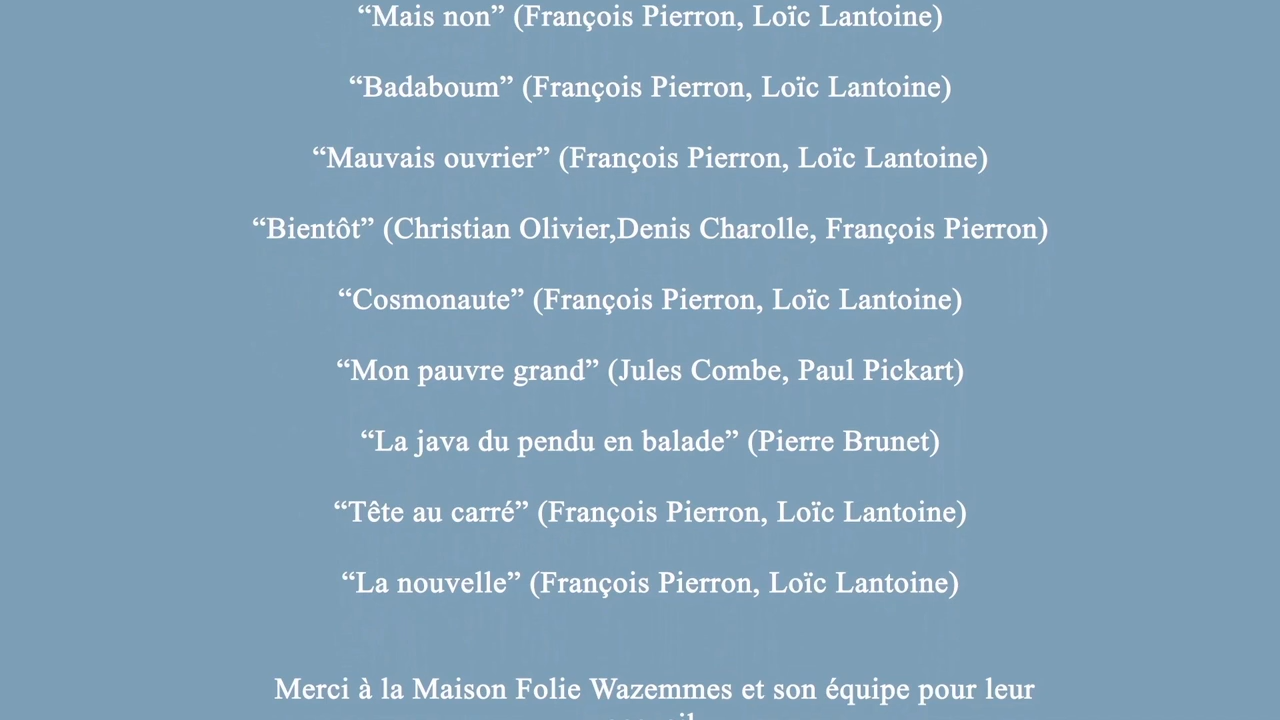 “Mais non” (François Pierron, Loïc Lantoine)
“Badaboum” (François Pierron, Loïc Lantoine)
“Mauvais ouvrier” (François Pierron, Loïc Lantoine)
“Bientôt” (Christian Olivier,Denis Charolle, François Pierron)
“Cosmonaute” (François Pierron, Loïc Lantoine)
“Mon pauvre grand” (Jules Combe, Paul Pickart)
“La java du pendu en balade” (Pierre Brunet)
“Tête au carré” (François Pierron, Loïc Lantoine)
“La nouvelle” (François Pierron, Loïc Lantoine)
Merci à la Maison Folie Wazemmes et son équipe pour leur